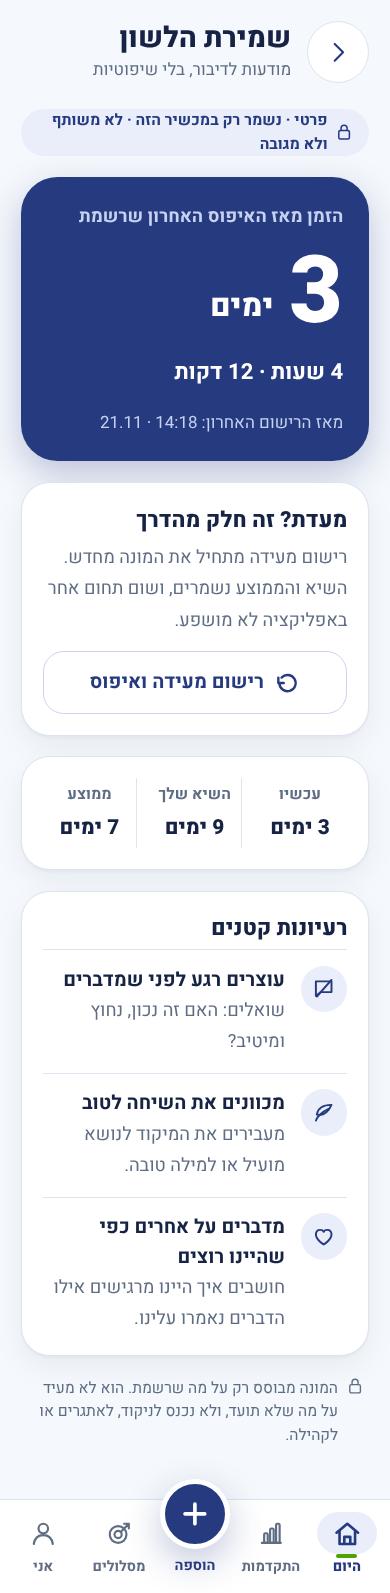 שמירת הלשון
מודעות לדיבור, בלי שיפוטיות
פרטי · נשמר רק במכשיר הזה · לא משותף
ולא מגובה
הזמן מאז האיפוס האחרון שרשמת
3 ימים
4 שעות · 12 דקות
מאז הרישום האחרון: 14:18 · 21.11
מעדת? זה חלק מהדרך
רישום מעידה מתחיל את המונה מחדש.
השיא והממוצע נשמרים, ושום תחום אחר
באפליקציה לא מושפע.
רישום מעידה ואיפוס
עכשיו השיא שלך ממוצע
3 ימים 9 ימים 7 ימים
רעיונות קטנים
עוצרים רגע לפני שמדברים
שואלים: האם זה נכון, נחוץ
ומיטיב?
מכוונים את השיחה לטוב
מעבירים את המיקוד לנושא
מועיל או למילה טובה.
מדברים על אחרים כפי
שהיינו רוצים
חושבים איך היינו מרגישים אילו
הדברים נאמרו עלינו.
המונה מבוסס רק על מה שרשמת. הוא לא מעיד
על מה שלא תועד, ולא נכנס לניקוד, לאתגרים או
לקהילה.
היום התקדמות הוספה מסלולים אני